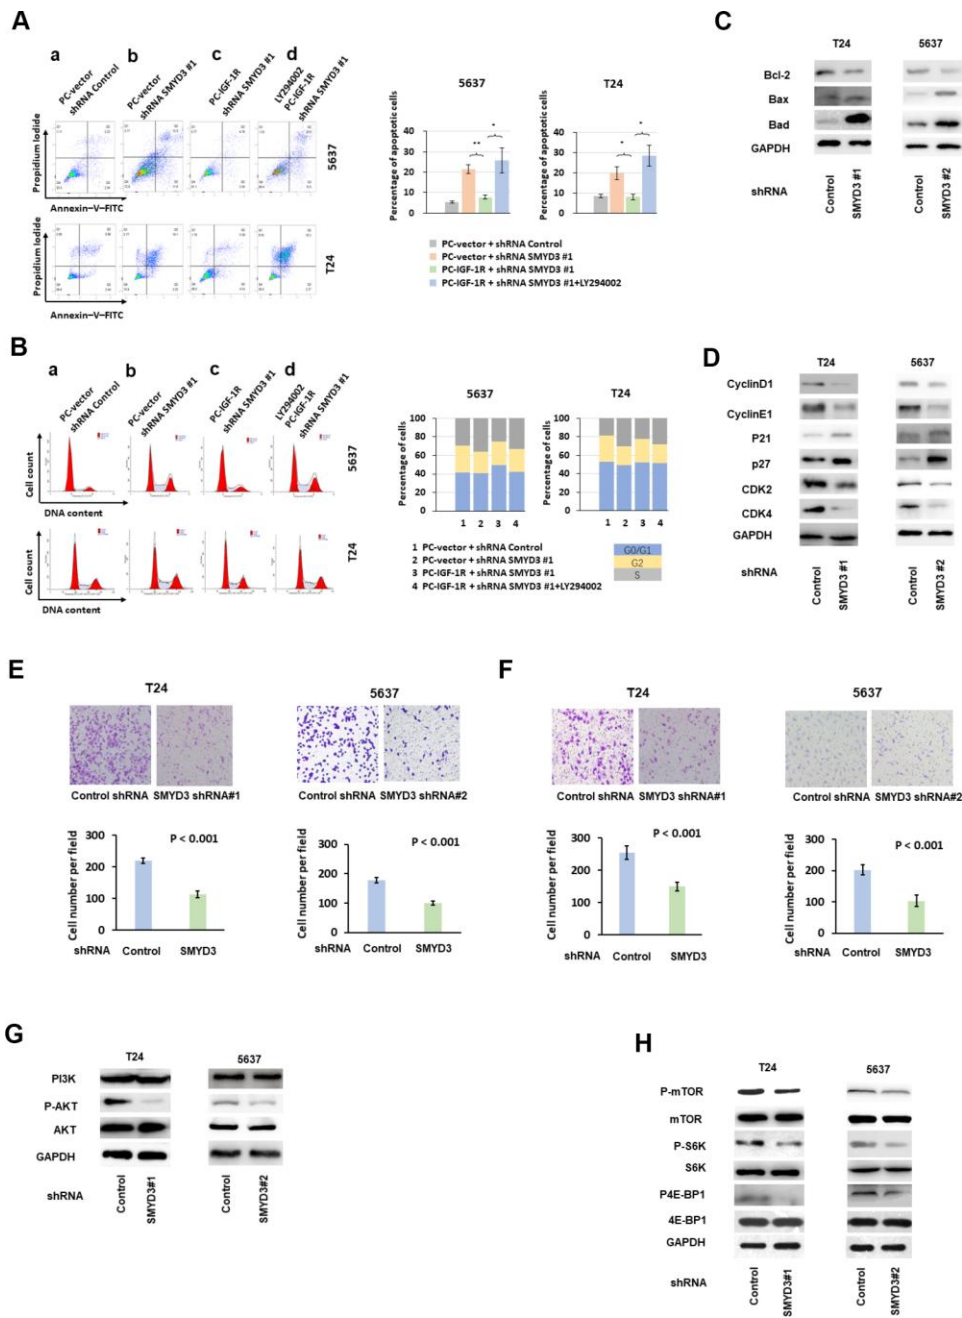 A
a
b
c
d
PC-vector
shRNA Control
PC-vector
shRNA SMYD3 #1
PC-IGF-1R
shRNA SMYD3 #1
LY294002
PC-IGF-1R
shRNA SMYD3 #1
Propidium Iodide
5637
Annexin-V-FITC
Propidium Iodide
T24
Annexin-V-FITC
5637
T24
Percentage of apoptotic cells
50
40
30
20
10
0
**
*
Percentage of apoptotic cells
50
40
30
20
10
0
*
*
PC-vector + shRNA Control
PC-vector + shRNA SMYD3 #1
PC-IGF-1R + shRNA SMYD3 #1
PC-IGF-1R + shRNA SMYD3 #1+LY294002
B
a
b
c
d
PC-vector
shRNA Control
PC-vector
shRNA SMYD3 #1
PC-IGF-1R
shRNA SMYD3 #1
LY294002
PC-IGF-1R
shRNA SMYD3 #1
Cell count
5637
DNA content
Cell count
T24
DNA content
5637
T24
Percentage of cells
100
80
60
40
20
0
1 2 3 4
Percentage of cells
100
80
60
40
20
0
1 2 3 4
1 PC-vector + shRNA Control
2 PC-vector + shRNA SMYD3 #1
3 PC-IGF-1R + shRNA SMYD3 #1
4 PC-IGF-1R + shRNA SMYD3 #1+LY294002
G0/G1
G2
S
C
T24
5637
Bcl-2
Bax
Bad
GAPDH
shRNA
Control
SMYD3 #1
Control
SMYD3 #2
D
T24
5637
CyclinD1
CyclinE1
P21
p27
CDK2
CDK4
GAPDH
shRNA
Control
SMYD3 #1
Control
SMYD3 #2
E
T24
5637
Control shRNA SMYD3 shRNA#1
Control shRNA SMYD3 shRNA#2
Cell number per field
300
200
100
0
P < 0.001
shRNA Control SMYD3
Cell number per field
300
200
100
0
P < 0.001
shRNA Control SMYD3
F
T24
5637
Control shRNA SMYD3 shRNA#1
Control shRNA SMYD3 shRNA#2
Cell number per field
300
200
100
0
P < 0.001
shRNA Control SMYD3
Cell number per field
300
200
100
0
P < 0.001
shRNA Control SMYD3
G
T24
5637
PI3K
P-AKT
AKT
GAPDH
shRNA
Control
SMYD3#1
Control
SMYD3#2
H
T24
5637
P-mTOR
mTOR
P-S6K
S6K
P4E-BP1
4E-BP1
GAPDH
shRNA
Control
SMYD3#1
Control
SMYD3#2